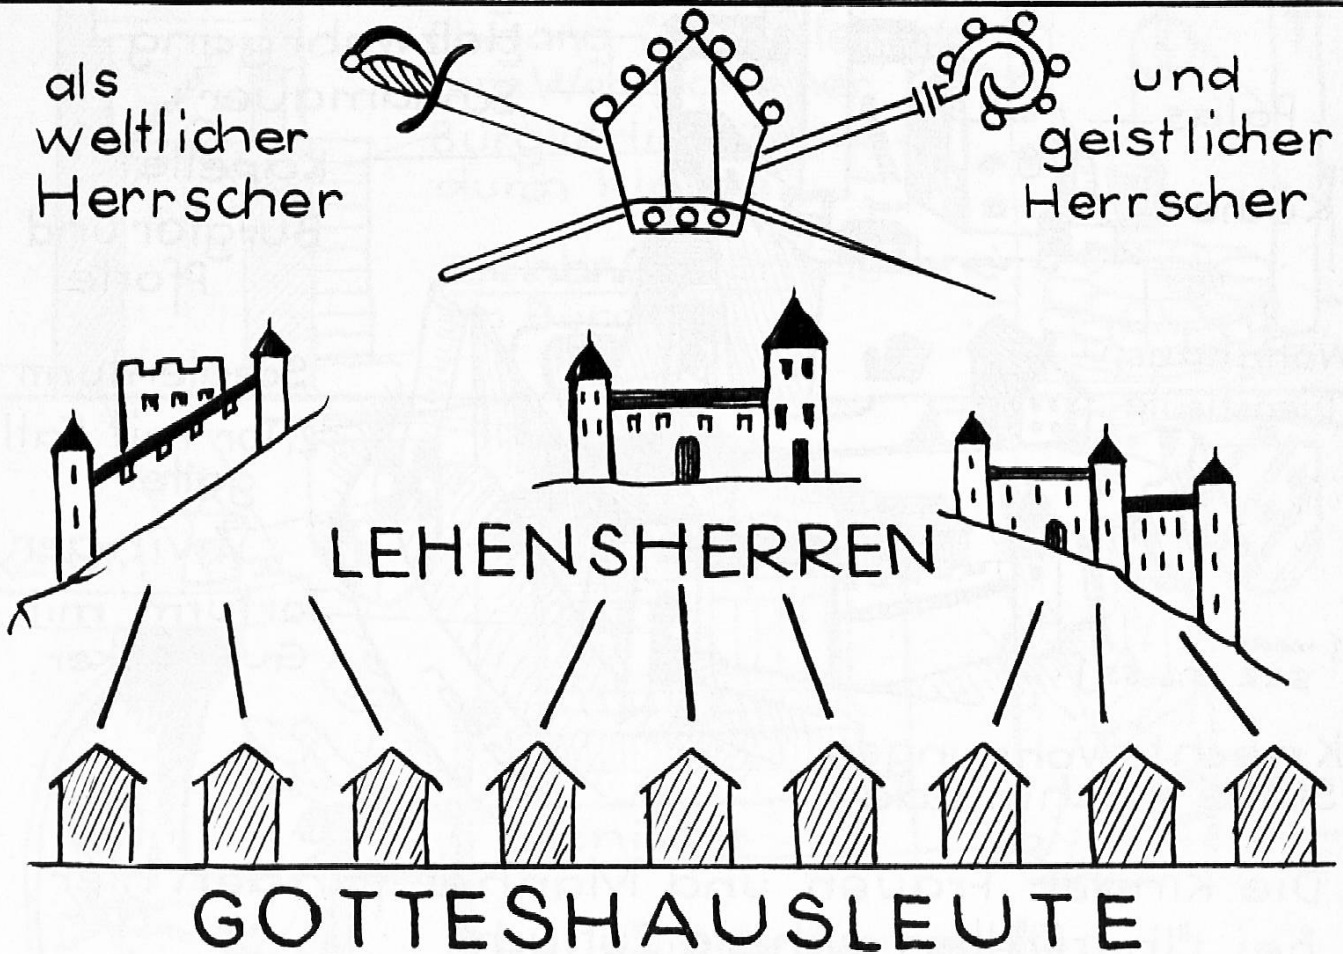 als
weltlicher
Herrscher
und
geistlicher
Herrscher
LEHENSHERREN
GOTTESHAUSLEUTE